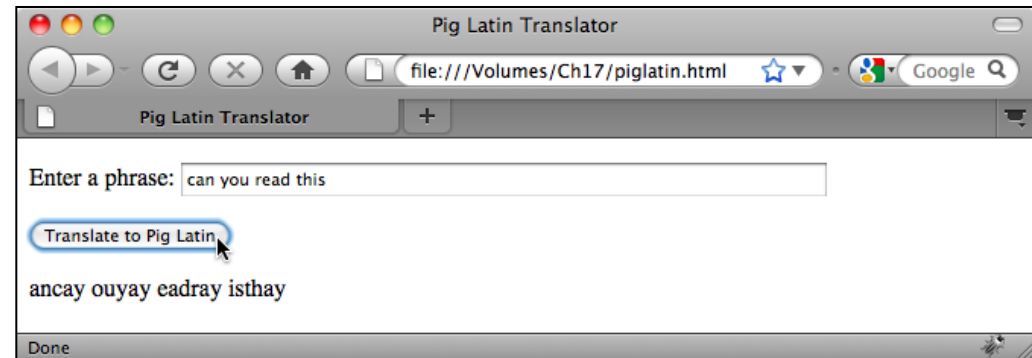 Pig Latin Translator
file:///Volumes/Ch17/piglatin.html
Google
Pig Latin Translator
+
Enter a phrase: can you read this
Translate to Pig Latin
ancay ouyay eadray isthay
Done